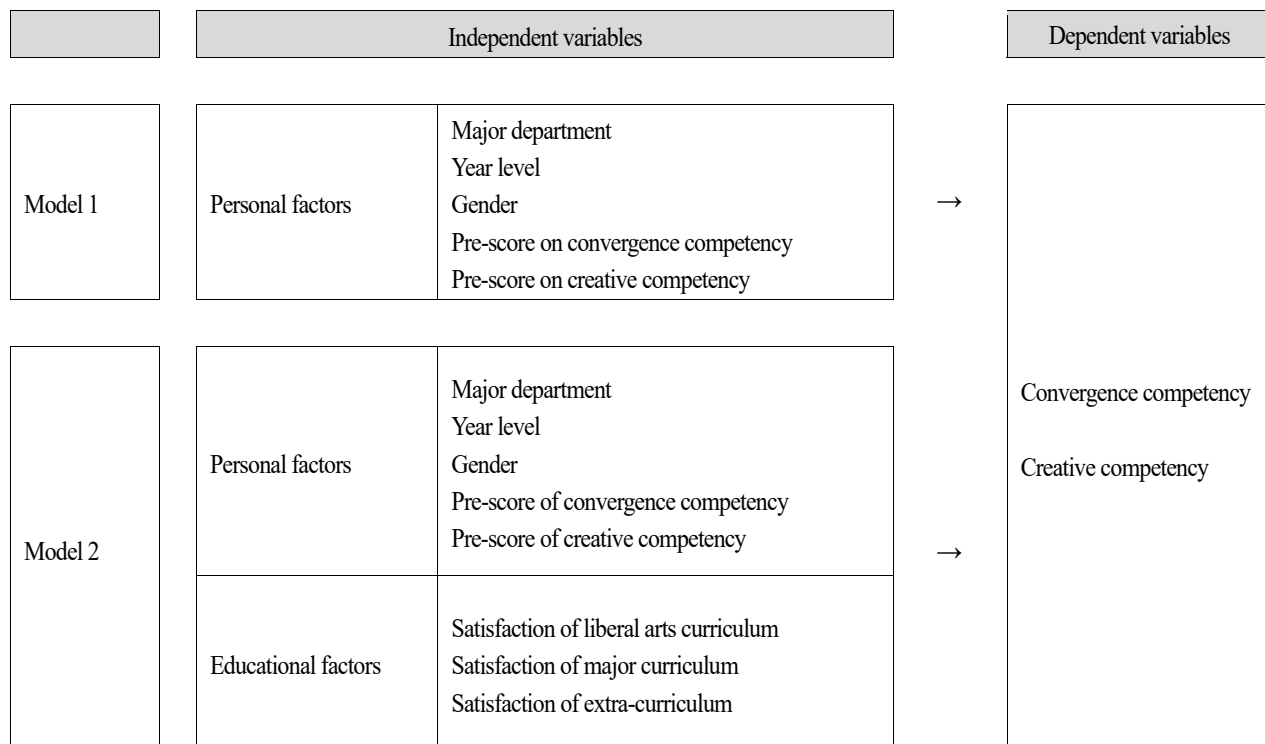 Independent variables
Dependent variables
Model 1
Personal factors
Major department
Year level
Gender
Pre-score on convergence competency
Pre-score on creative competency
→
Model 2
Personal factors
Major department
Year level
Gender
Pre-score of convergence competency
Pre-score of creative competency
→
Educational factors
Satisfaction of liberal arts curriculum
Satisfaction of major curriculum
Satisfaction of extra-curriculum
Convergence competency
Creative competency